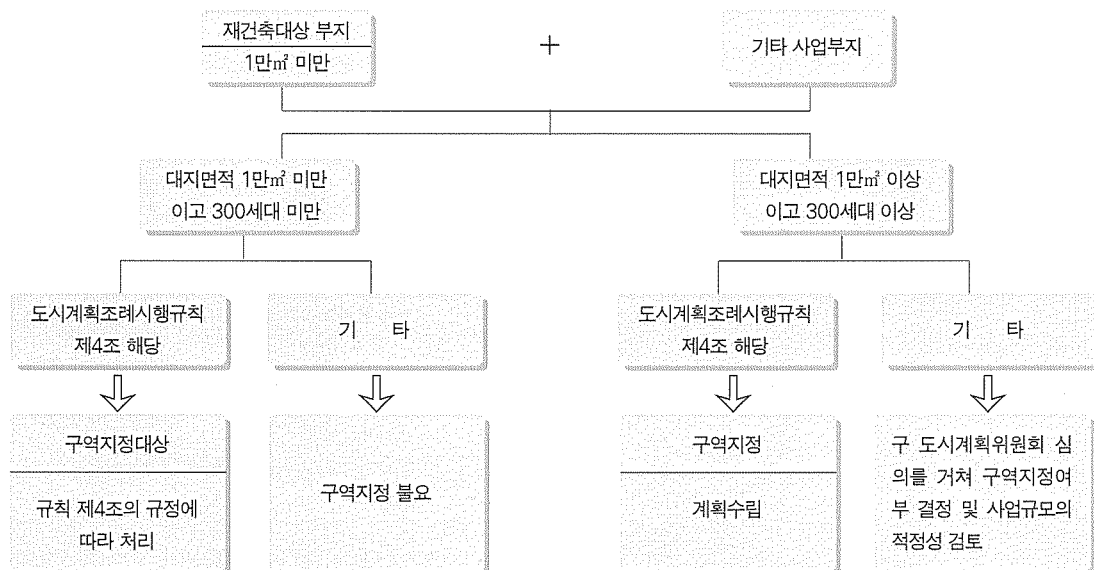 재건축대상 부지
1만㎡ 미만
+
기타 사업부지
대지면적 1만㎡ 미만
이고 300세대 미만
대지면적 1만㎡ 이상
이고 300세대 이상
도시계획조례시행규칙
제4조 해당
기 타
도시계획조례시행규칙
제4조 해당
기 타
구역지정대상
규칙 제4조의 규정에
따라 처리
구역지정 불요
구역지정
계획수립
구 도시계획위원회 심
의를 거쳐 구역지정여
부 결정 및 사업규모의
적정성 검토